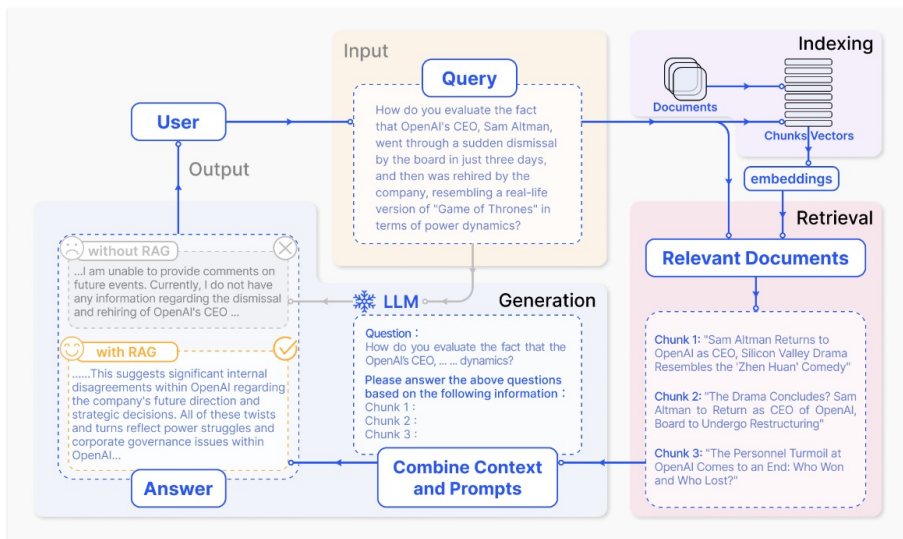 Input
Query
How do you evaluate the fact
that OpenAI's CEO, Sam Altman,
went through a sudden dismissal
by the board in just three days,
and then was rehired by the
company, resembling a real-life
version of "Game of Thrones" in
terms of power dynamics?
Indexing
Documents
Chunks Vectors
embeddings
User
Output
Retrieval
Relevant Documents
Chunk 1: "Sam Altman Returns to
OpenAI as CEO, Silicon Valley Drama
Resembles the 'Zhen Huan' Comedy"
Chunk 2: "The Drama Concludes? Sam
Altman to Return as CEO of OpenAI,
Board to Undergo Restructuring"
Chunk 3: "The Personnel Turmoil at
OpenAI Comes to an End: Who Won
and Who Lost?"
Generation
LLM
Question :
How do you evaluate the fact that the
OpenAI's CEO, ... ... dynamics?
Please answer the above questions
based on the following information :
Chunk 1 :
Chunk 2 :
Chunk 3 :
Combine Context
and Prompts
without RAG
...I am unable to provide comments on
future events. Currently, I do not have
any information regarding the dismissal
and rehiring of OpenAI's CEO ...
with RAG
......This suggests significant internal
disagreements within OpenAI regarding
the company's future direction and
strategic decisions. All of these twists
and turns reflect power struggles and
corporate governance issues within
OpenAI...
Answer